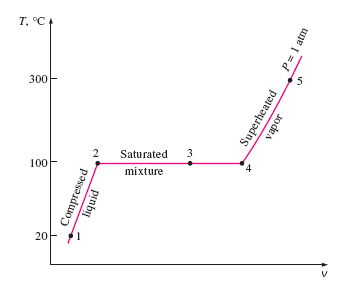 T, °C
P = 1 atm
300
5
Superheated
vapor
2
Saturated
3
100
mixture
4
Compressed
liquid
20
1
v